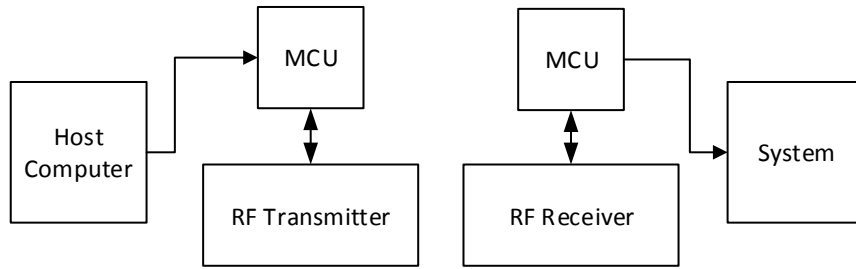 MCU
MCU
Host
Computer
System
RF Transmitter
RF Receiver